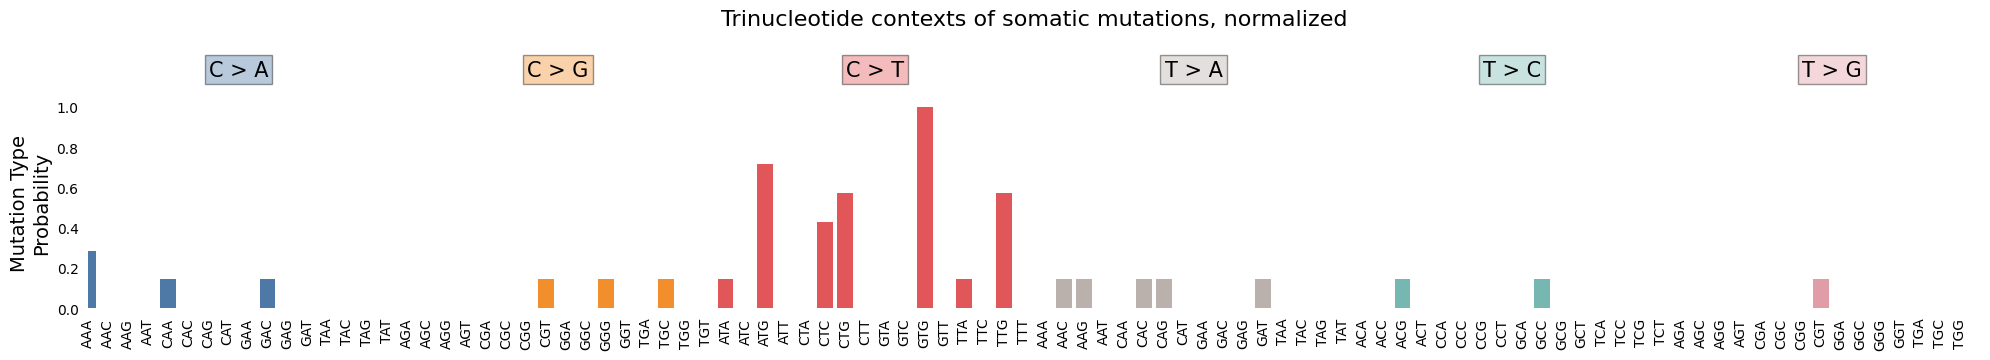 Trinucleotide contexts of somatic mutations, normalized
C > A
C > G
C > T
T > A
T > C
T > G
Mutation Type
Probability
1.0
0.8
0.6
0.4
0.2
0.0
AAA
AAC
AAG
AAT
CAA
CAC
CAG
CAT
GAA
GAC
GAG
GAT
TAA
TAC
TAG
TAT
AGA
AGC
AGG
AGT
CGA
CGC
CGG
CGT
GGA
GGC
GGG
GGT
TGA
TGC
TGG
TGT
ATA
ATC
ATG
ATT
CTA
CTC
CTG
CTT
GTA
GTC
GTG
GTT
TTA
TTC
TTG
TTT
AAA
AAC
AAG
AAT
CAA
CAC
CAG
CAT
GAA
GAC
GAG
GAT
TAA
TAC
TAG
TAT
ACA
ACC
ACG
ACT
CCA
CCC
CCG
CCT
GCA
GCC
GCG
GCT
TCA
TCC
TCG
TCT
AGA
AGC
AGG
AGT
CGA
CGC
CGG
CGT
GGA
GGC
GGG
GGT
TGA
TGC
TGG